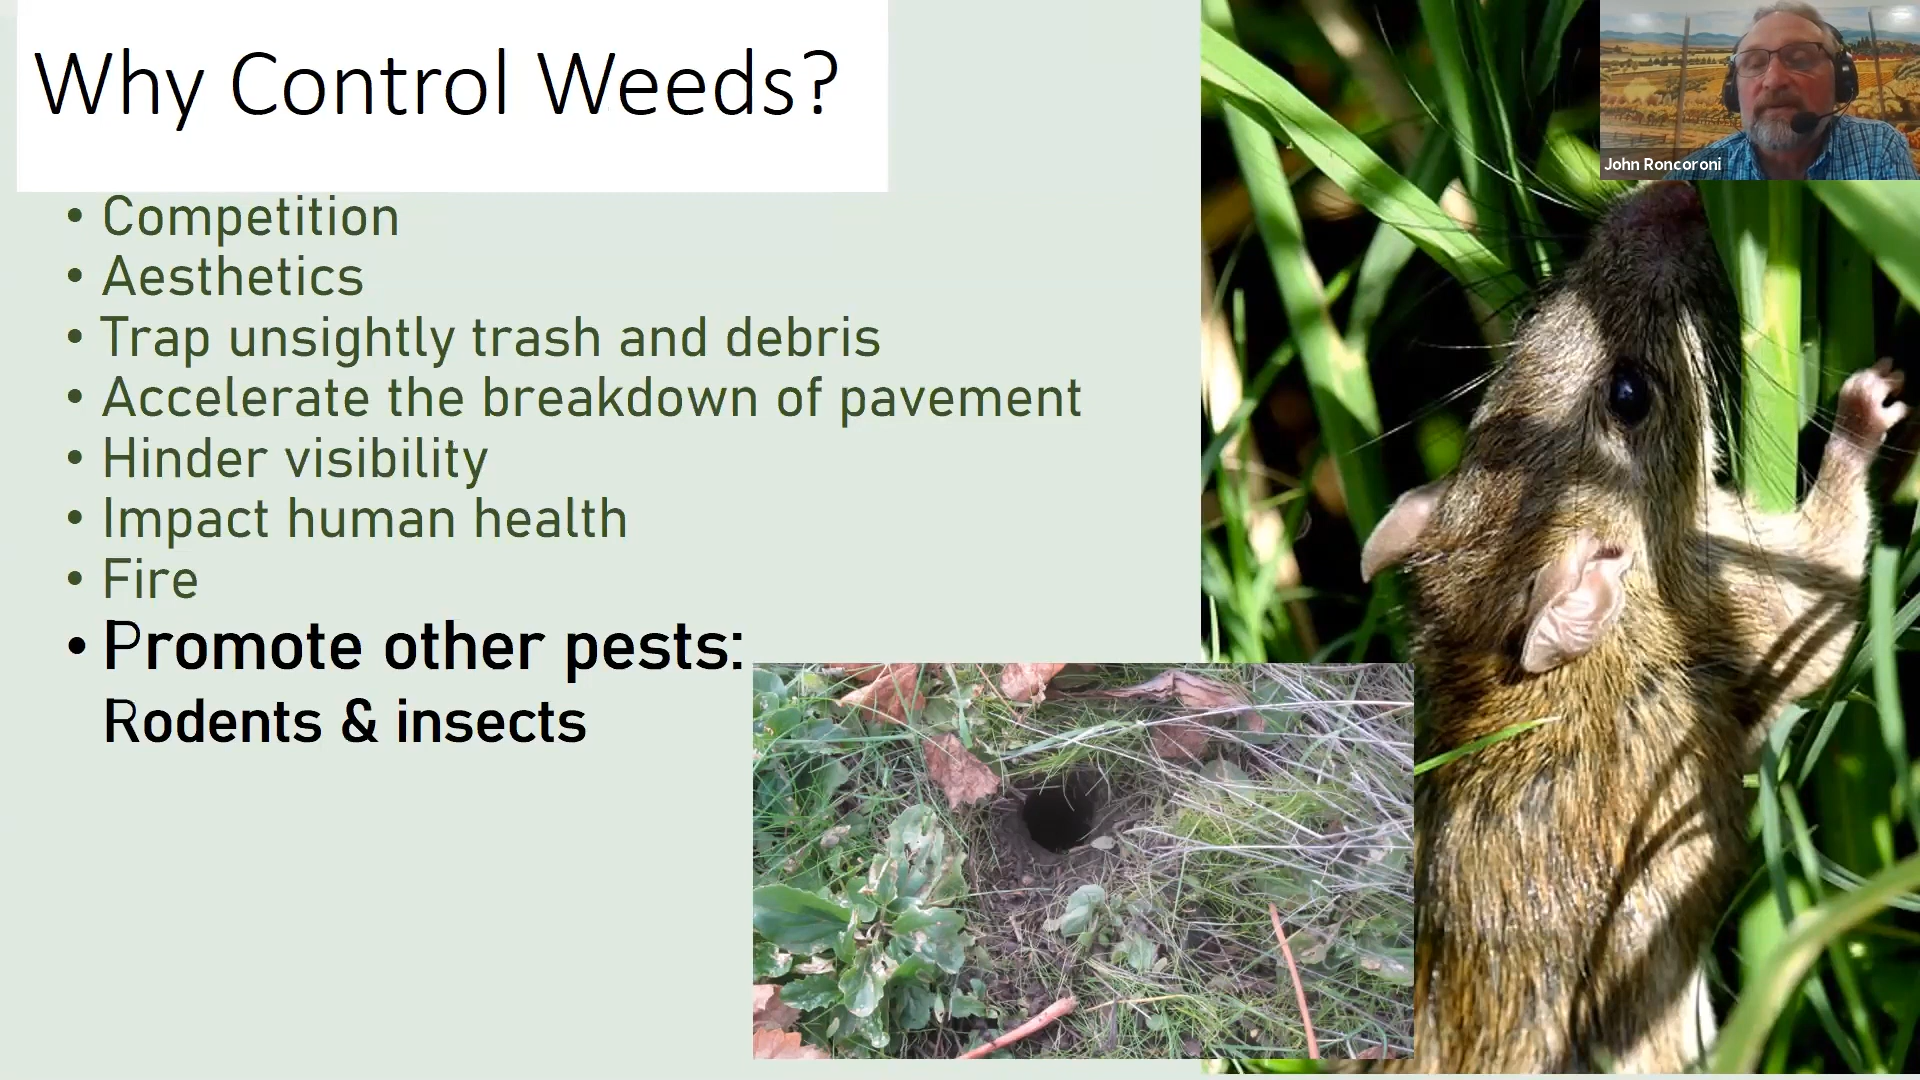 Why Control Weeds?
John Roncoroni
• Competition
• Aesthetics
• Trap unsightly trash and debris
• Accelerate the breakdown of pavement
• Hinder visibility
• Impact human health
• Fire
• Promote other pests:
Rodents & insects